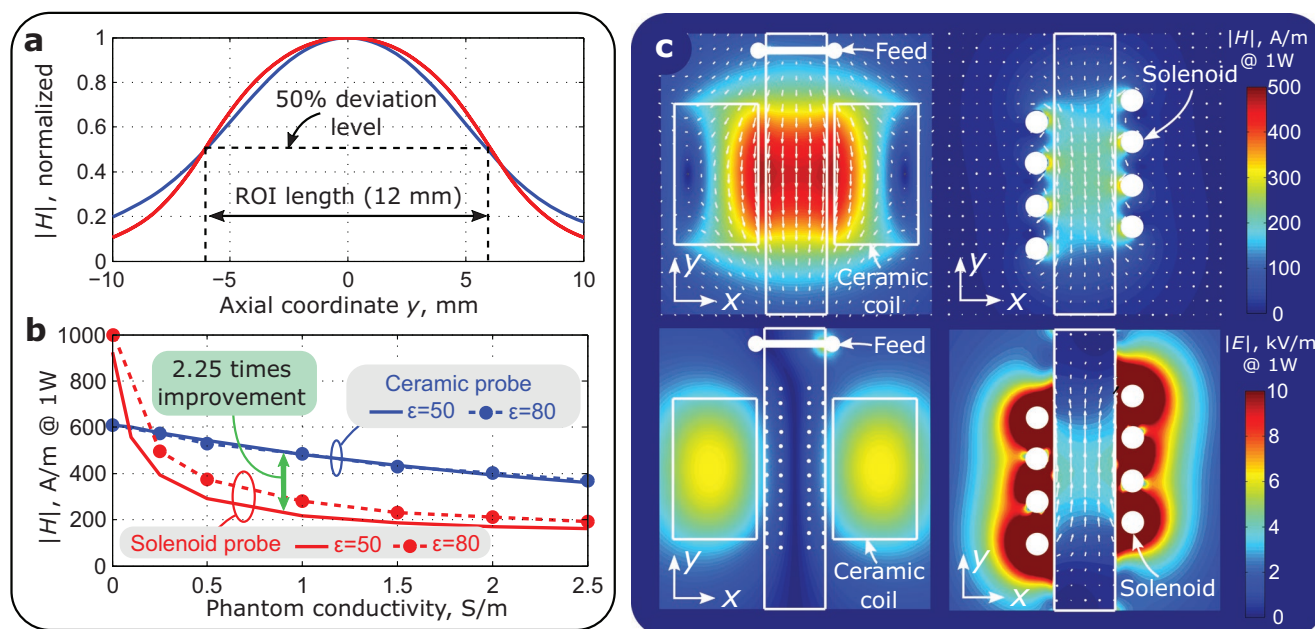 a
|H|, normalized
1
0.8
0.6
0.4
0.2
0
50% deviation
level
ROI length (12 mm)
−10
−5
0
5
10
Axial coordinate y, mm
b
|H|, A/m @ 1W
1000
800
600
400
200
0
2.25 times
improvement
Ceramic probe
ε=50
ε=80
Solenoid probe
ε=50
ε=80
0
0.5
1
1.5
2
2.5
Phantom conductivity, S/m
c
Feed
Ceramic
coil
y
x
Solenoid
y
x
|H|, A/m
@ 1W
500
400
300
200
100
0
Feed
Ceramic
coil
y
x
Solenoid
y
x
|E|, kV/m
@ 1W
10
8
6
4
2
0